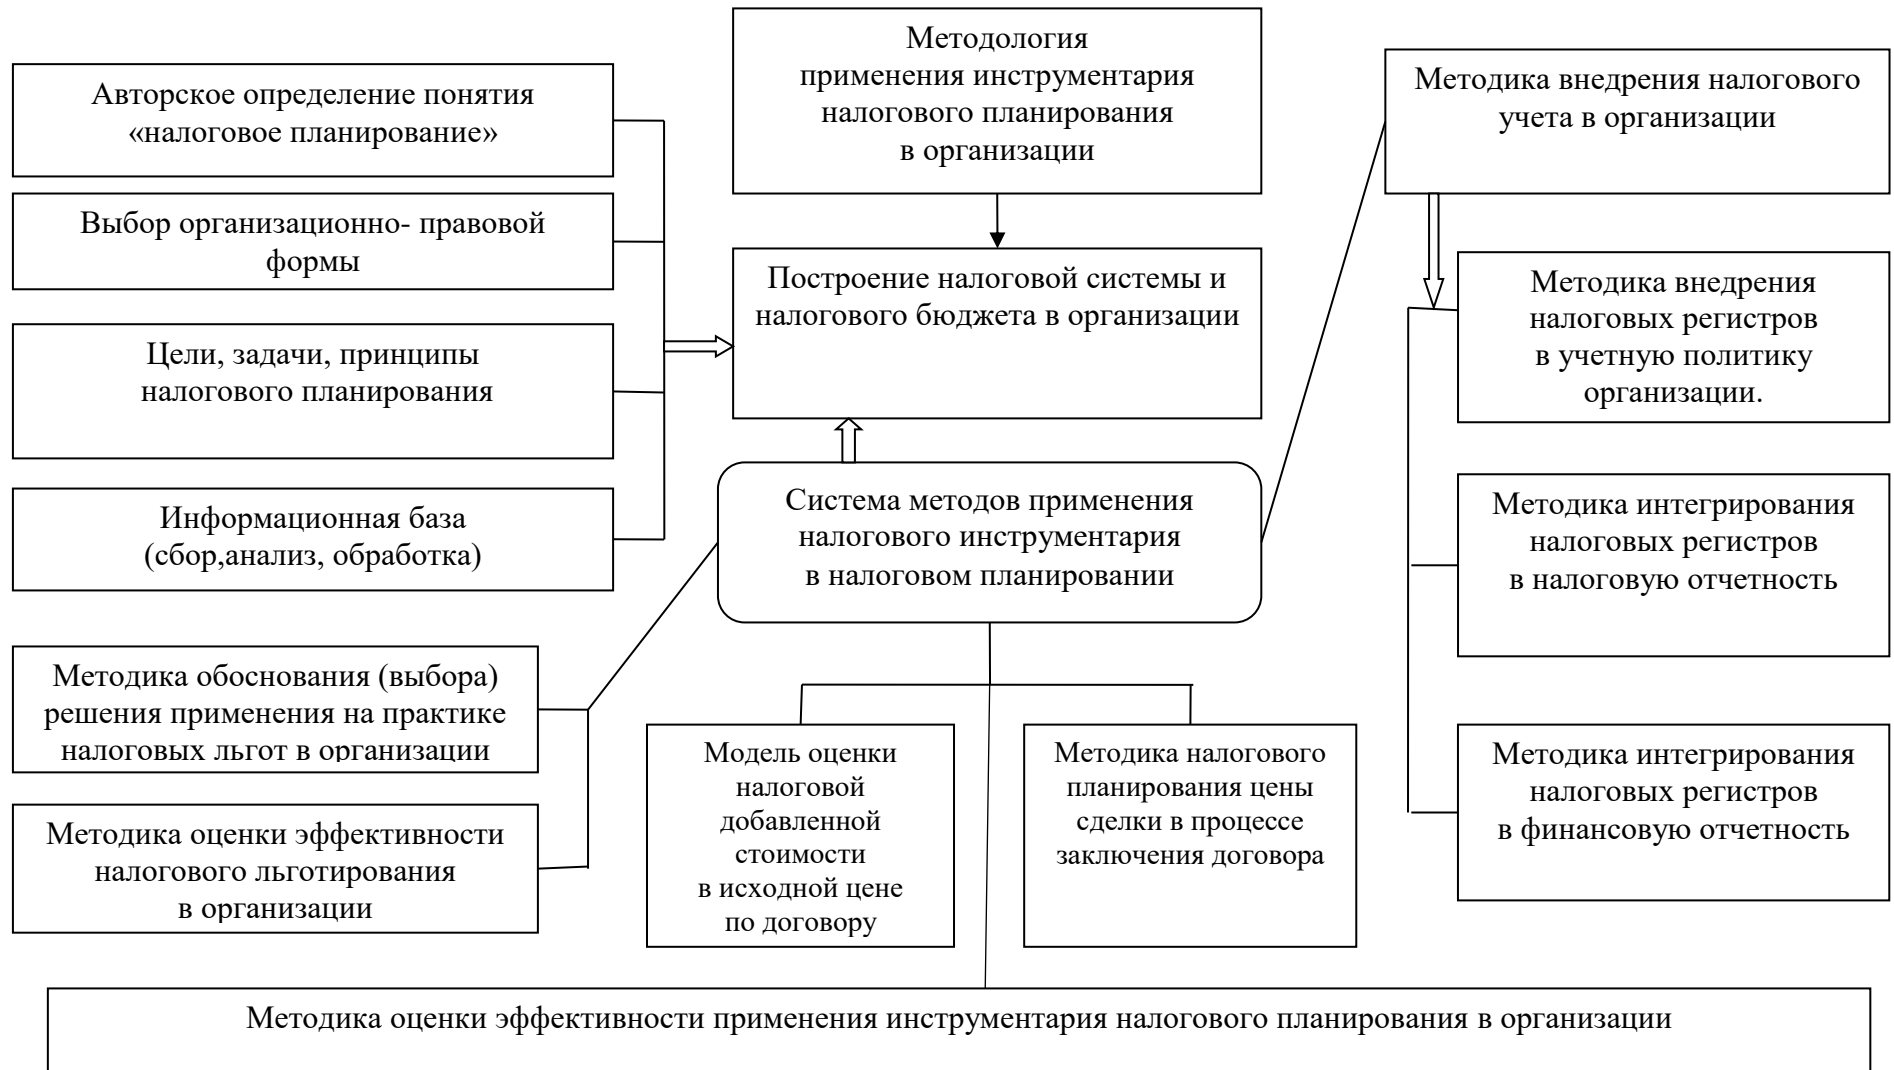 Методология
применения инструментария
налогового планирования
в организации
Авторское определение понятия
«налоговое планирование»
Выбор организационно- правовой
формы
Цели, задачи, принципы
налогового планирования
Информационная база
(сбор,анализ, обработка)
Построение налоговой системы и
налогового бюджета в организации
Система методов применения
налогового инструментария
в налоговом планировании
Методика внедрения налогового
учета в организации
Методика внедрения
налоговых регистров
в учетную политику
организации.
Методика интегрирования
налоговых регистров
в налоговую отчетность
Методика интегрирования
налоговых регистров
в финансовую отчетность
Методика обоснования (выбора)
решения применения на практике
налоговых льгот в организации
Методика оценки эффективности
налогового льготирования
в организации
Модель оценки
налоговой
добавленной
стоимости
в исходной цене
по договору
Методика налогового
планирования цены
сделки в процессе
заключения договора
Методика оценки эффективности применения инструментария налогового планирования в организации